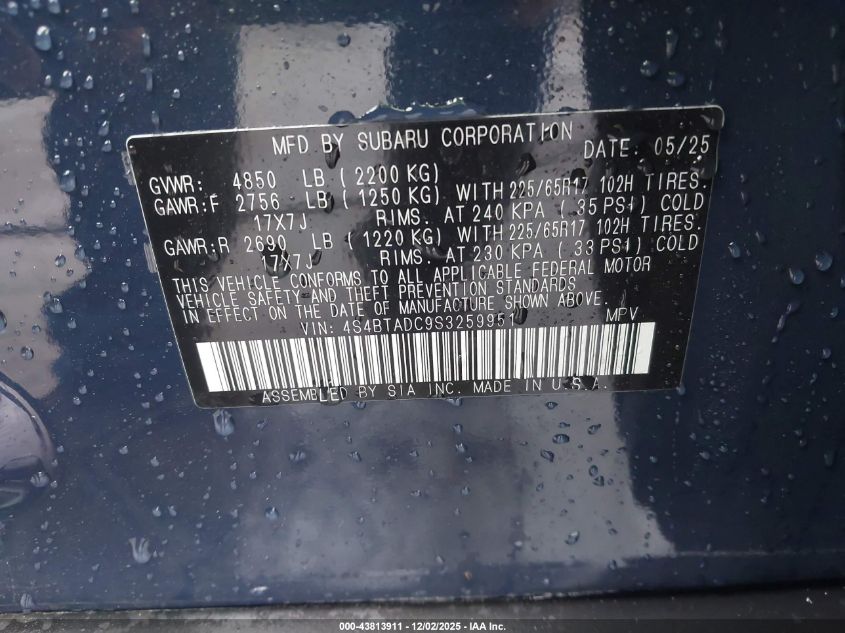 MFD BY SUBARU CORPORATION DATE: 05/25
GVWR: 4850 LB (2200 KG)
GAWR:F 2756 LB (1250 KG) WITH 225/65R17 102H TIRES.
17X7J RIMS. AT 240 KPA (35 PSI) COLD
GAWR:R 2690 LB (1220 KG) WITH 225/65R17 102H TIRES.
17X7J RIMS. AT 230 KPA (33 PSI) COLD
THIS VEHICLE CONFORMS TO ALL APPLICABLE FEDERAL MOTOR
VEHICLE SAFETY AND THEFT PREVENTION STANDARDS
IN EFFECT ON THE DATE OF MANUFACTURE SHOWN ABOVE.
VIN: 4S4BTADC9S3259951 MPV
ASSEMBLED BY SIA INC. MADE IN U.S.A.
000-43813911 - 12/02/2025 - IAA Inc.